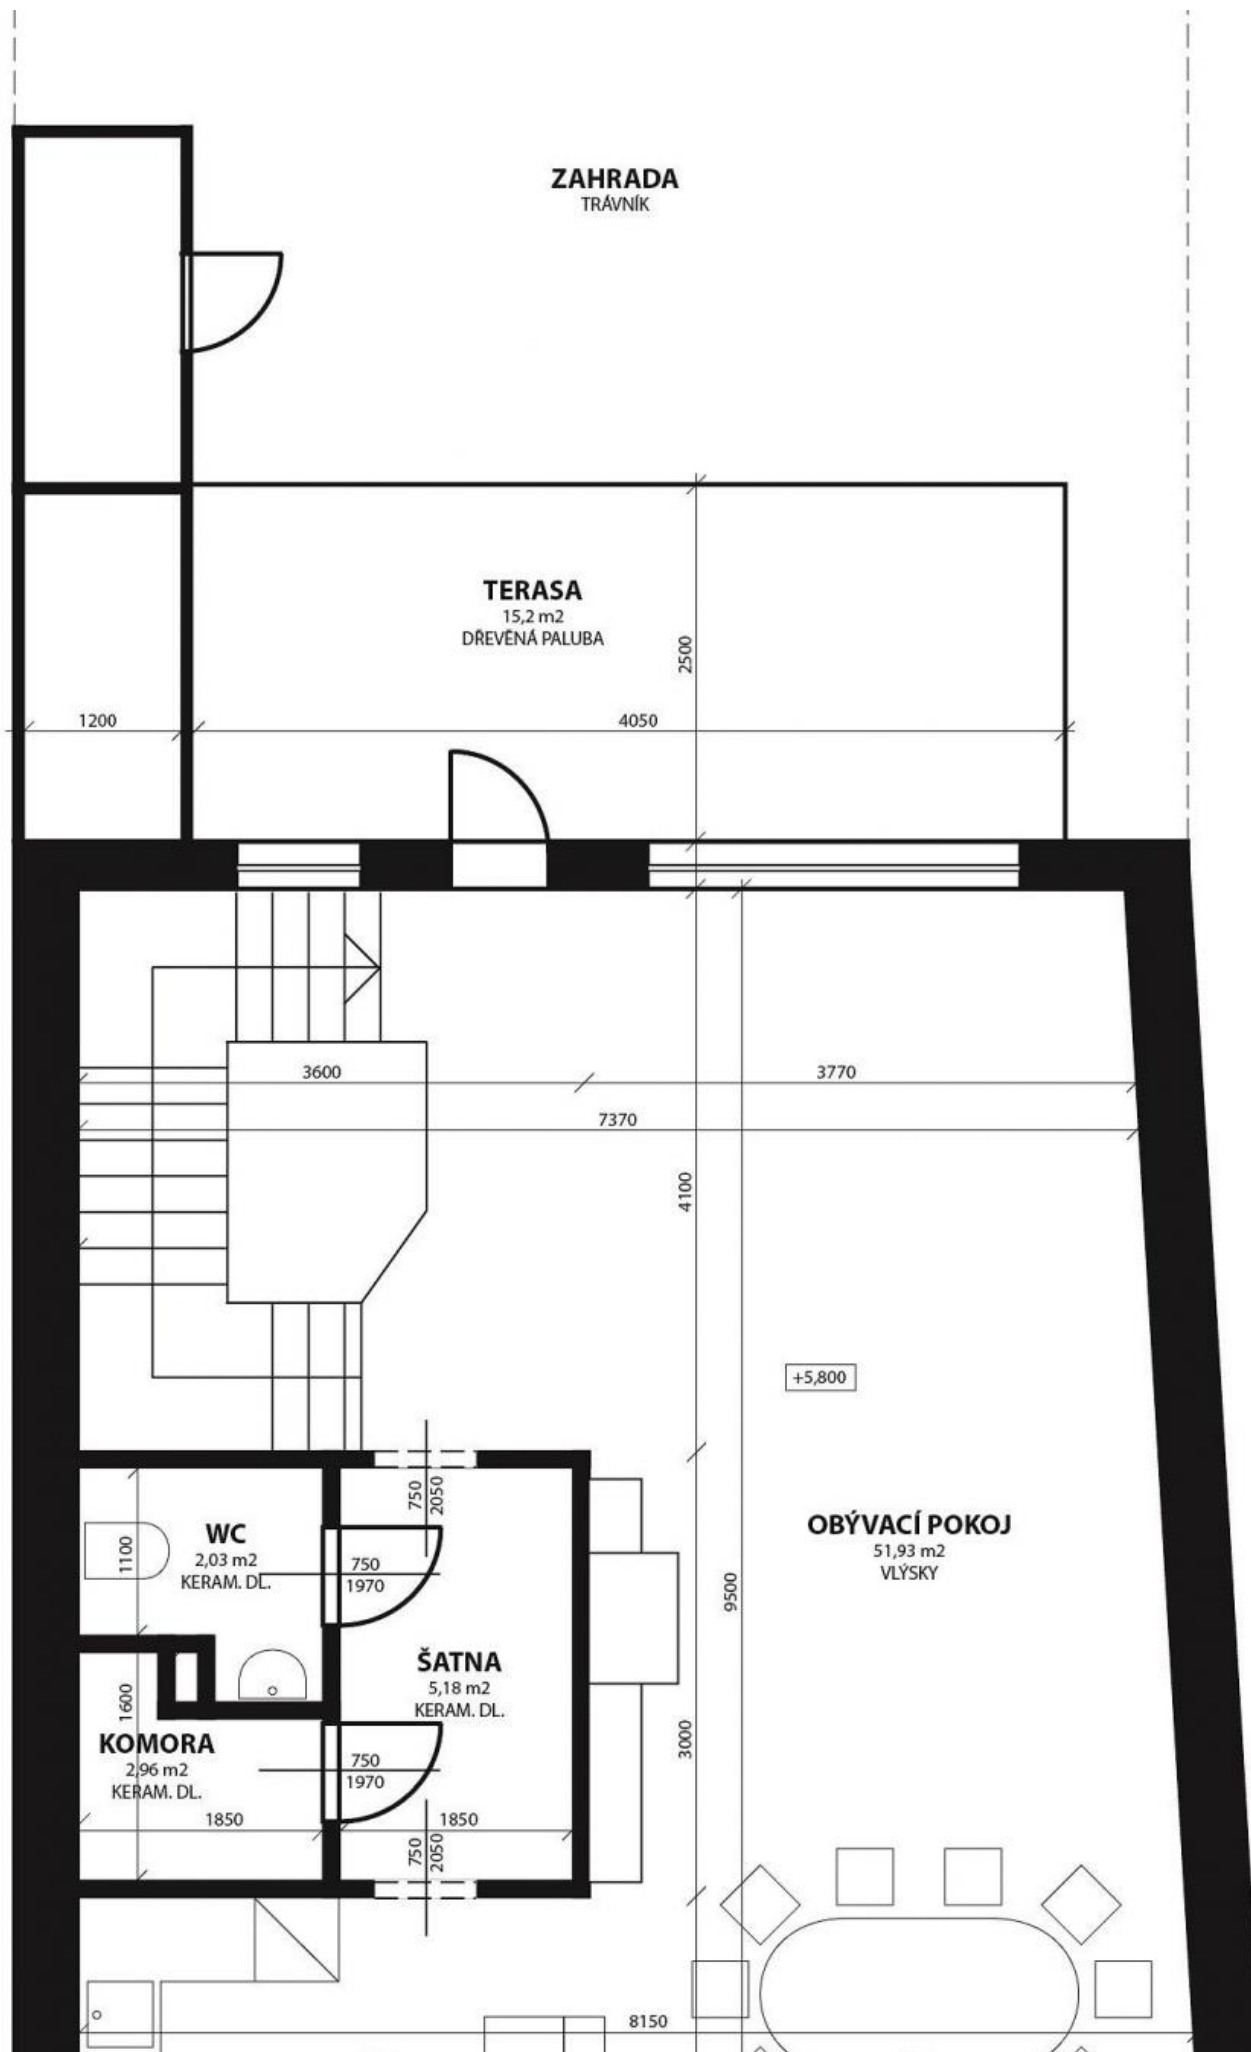 ZAHRADA
TRÁVNÍK
TERASA
15,2 m2
DŘEVĚNÁ PALUBA
2500
1200
4050
3600
3770
7370
4100
+5,800
750
2050
WC
2,03 m2
KERAM. DL.
1100
750
1970
OBÝVACÍ POKOJ
51,93 m2
VLÝSKY
9500
ŠATNA
5,18 m2
KERAM. DL.
1600
KOMORA
2,96 m2
KERAM. DL.
750
1970
3000
1850
1850
750
2050
8150